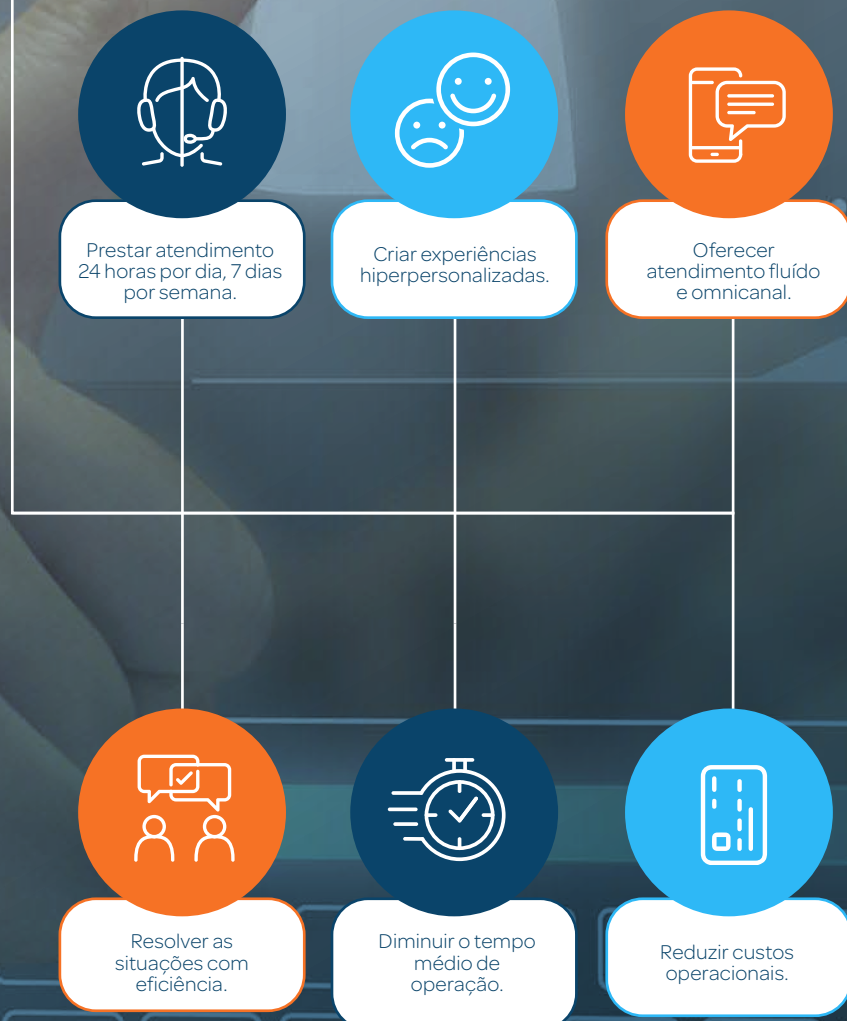 Prestar atendimento
24 horas por dia, 7 dias
por semana.
Criar experiências
hiperpersonalizadas.
Oferecer
atendimento fluído
e omnicanal.
Resolver as
situações com
eficiência.
Diminuir o tempo
médio de
operação.
Reduzir custos
operacionais.